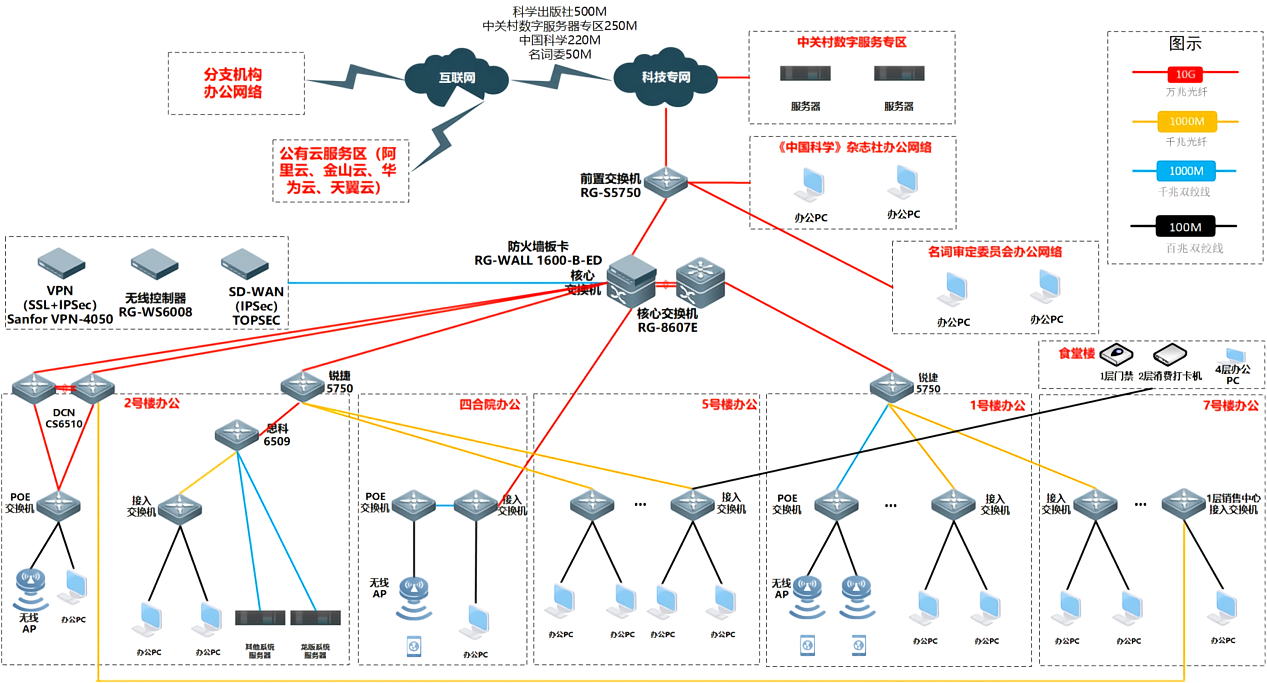 科学出版社500M
中关村数字服务器专区250M
中国科学220M
名词委50M
分支机构
办公网络
互联网
科技专网
中关村数字服务专区
服务器
服务器
图示
10G
万兆光纤
1000M
千兆光纤
1000M
千兆双绞线
100M
百兆双绞线
公有云服务区（阿
里云、金山云、华
为云、天翼云）
前置交换机
RG-S5750
《中国科学》杂志社办公网络
办公PC
办公PC
防火墙板卡
RG-WALL 1600-B-ED
核心
交换机
核心交换机
RG-8607E
名词审定委员会办公网络
办公PC
办公PC
VPN
(SSL+IPSec)
Sanfor VPN-4050
无线控制器
RG-WS6008
SD-WAN
(IPSec)
TOPSEC
食堂楼
1层门禁
2层消费打卡机
4层办公
PC
DCN
CS6510
2号楼办公
锐捷
5750
思科
6509
四合院办公
5号楼办公
锐捷
5750
1号楼办公
7号楼办公
POE
交换机
接入
交换机
POE
交换机
接入
交换机
...
接入
交换机
POE
交换机
...
接入
交换机
接入
交换机
...
1层销售中心
接入交换机
无线
AP
办公PC
办公PC
办公PC
其他系统
服务器
龙版系统
服务器
无线
AP
办公PC
办公PC
办公PC
办公PC
办公PC
无线
AP
办公PC
办公PC
办公PC
办公PC
办公PC